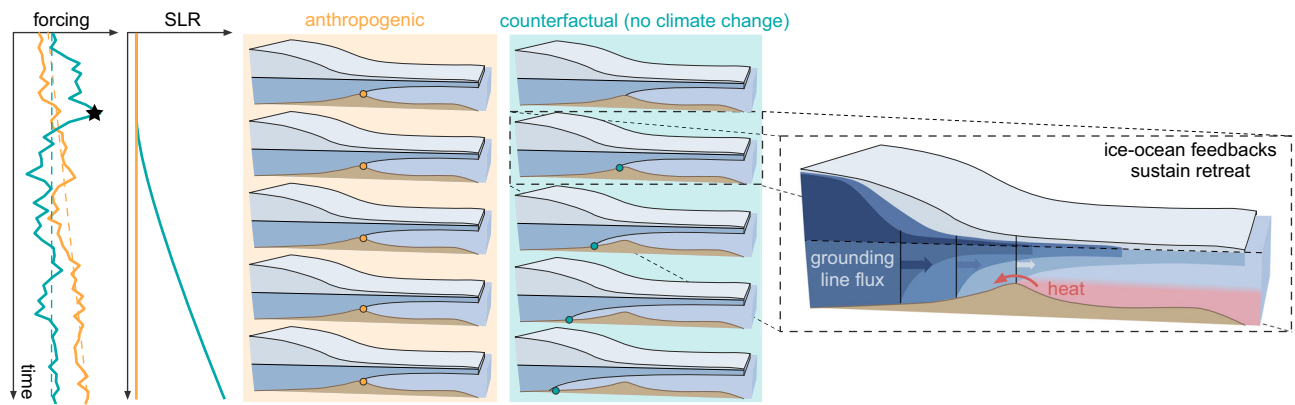 forcing
SLR
anthropogenic
counterfactual (no climate change)
time
ice-ocean feedbacks
sustain retreat
grounding
line flux
heat